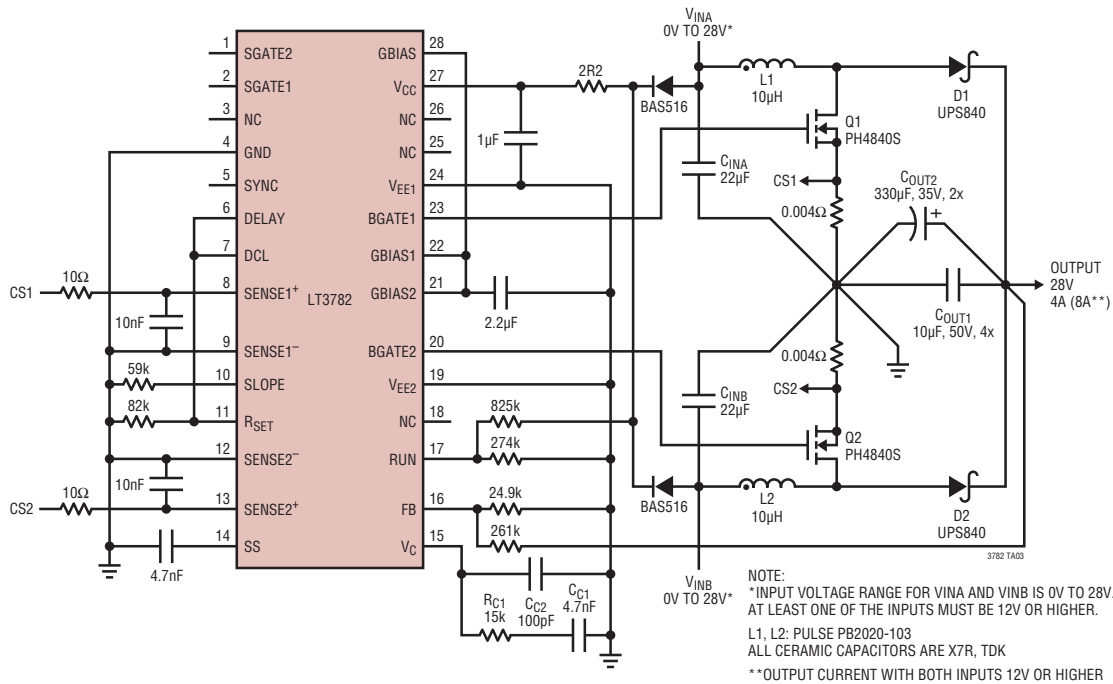 VINA
0V TO 28V*
1 SGATE2
2 SGATE1
3 NC
4 GND
5 SYNC
6 DELAY
7 DCL
8 SENSE1+
9 SENSE1–
10 SLOPE
11 RSET
12 SENSE2–
13 SENSE2+
14 SS
LT3782
GBIAS 28
VCC 27
NC 26
NC 25
VEE1 24
BGATE1 23
GBIAS1 22
GBIAS2 21
BGATE2 20
VEE2 19
NC 18
RUN 17
FB 16
VC 15
CS1
10Ω
10nF
59k
82k
10nF
CS2
10Ω
4.7nF
1µF
2R2
BAS516
2.2µF
825k
274k
24.9k
261k
RC1
15k
CC2
100pF
CC1
4.7nF
L1
10µH
D1
UPS840
Q1
PH4840S
CINA
22µF
CS1
0.004Ω
COUT2
330µF, 35V, 2x
+
OUTPUT
28V
4A (8A**)
COUT1
10µF, 50V, 4x
0.004Ω
CS2
CINB
22µF
Q2
PH4840S
BAS516
L2
10µH
D2
UPS840
3782 TA03
VINB
0V TO 28V*
NOTE:
*INPUT VOLTAGE RANGE FOR VINA AND VINB IS 0V TO 28V.
AT LEAST ONE OF THE INPUTS MUST BE 12V OR HIGHER.
L1, L2: PULSE PB2020-103
ALL CERAMIC CAPACITORS ARE X7R, TDK
**OUTPUT CURRENT WITH BOTH INPUTS 12V OR HIGHER